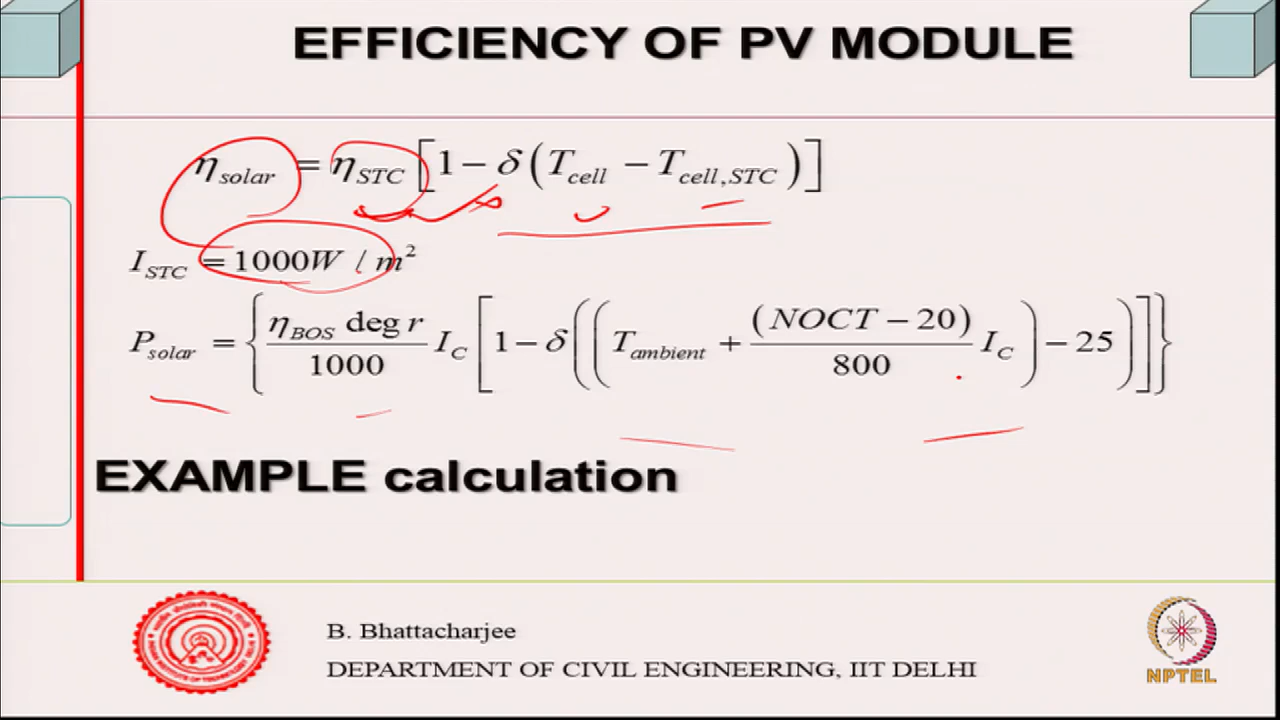 EFFICIENCY OF PV MODULE
η_solar = η_STC [1 − δ (T_cell − T_cell,STC)]
I_STC = 1000W / m²
P_solar = { η_BOS deg r / 1000 I_C [ 1 − δ ( ( T_ambient + (NOCT − 20) / 800 I_C ) − 25 ) ] }
EXAMPLE calculation
B. Bhattacharjee
DEPARTMENT OF CIVIL ENGINEERING, IIT DELHI
NPTEL